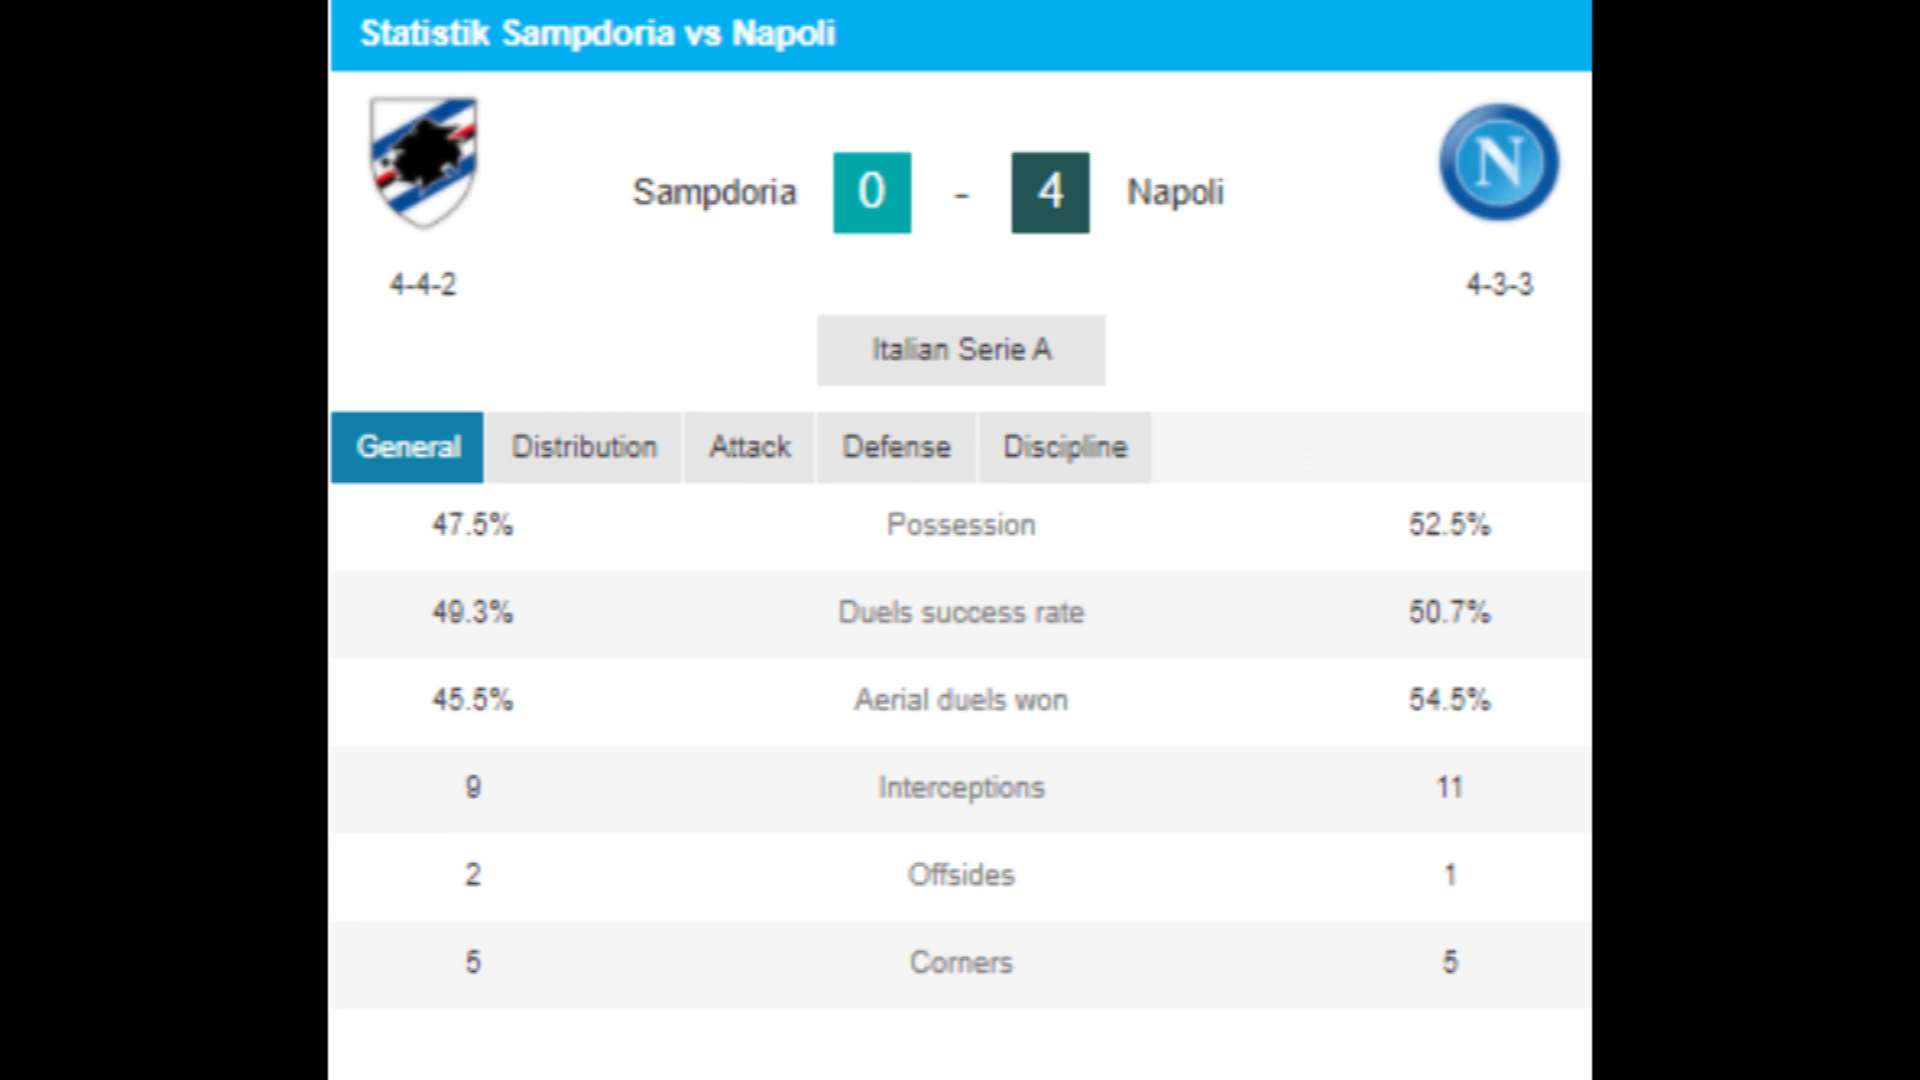 Statistik Sampdoria vs Napoli
Sampdoria 0 - 4 Napoli
N
4-4-2 4-3-3
Italian Serie A
General Distribution Attack Defense Discipline
47.5% Possession 52.5%
49.3% Duels success rate 50.7%
45.5% Aerial duels won 54.5%
9 Interceptions 11
2 Offsides 1
5 Corners 5